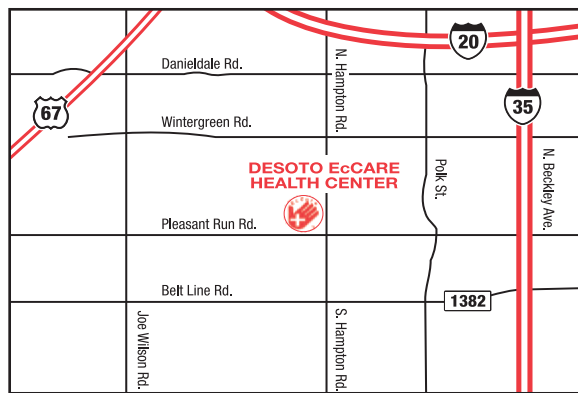 20
Danieldale Rd.
N. Hampton Rd.
67
35
Wintergreen Rd.
DESOTO EcCARE
HEALTH CENTER
Polk St.
N. Beckley Ave.
Pleasant Run Rd.
Belt Line Rd.
1382
Joe Wilson Rd.
S. Hampton Rd.